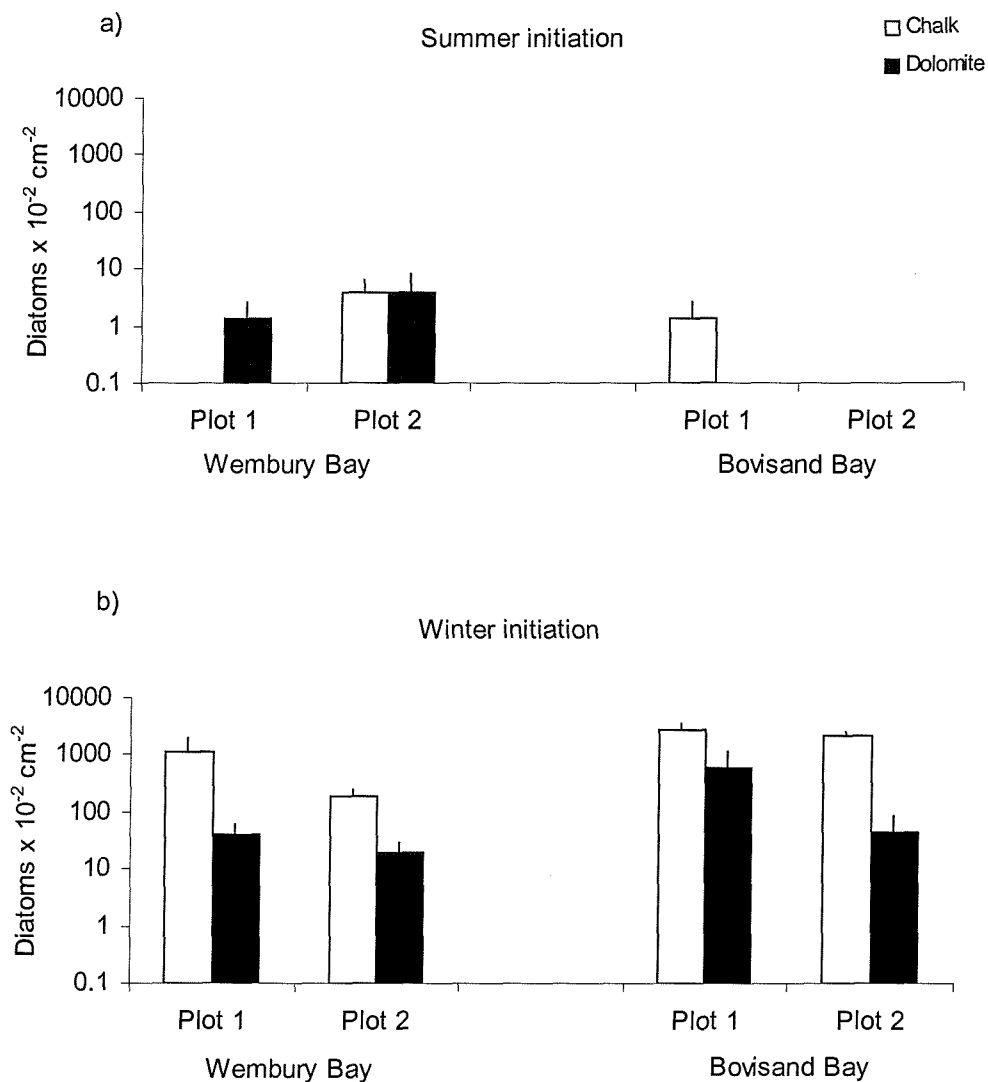 a)
Summer initiation
Chalk
Dolomite
Diatoms x 10⁻² cm⁻²
10000
1000
100
10
1
0.1
Plot 1 Plot 2 Plot 1 Plot 2
Wembury Bay Bovisand Bay
b)
Winter initiation
Diatoms x 10⁻² cm⁻²
10000
1000
100
10
1
0.1
Plot 1 Plot 2 Plot 1 Plot 2
Wembury Bay Bovisand Bay